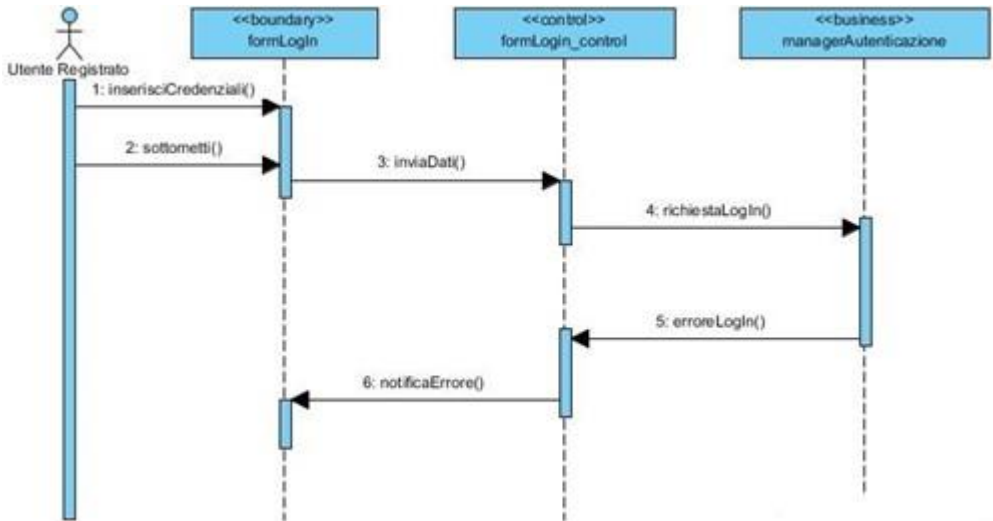 <<boundary>>
formLogIn
<<control>>
formLogin_control
<<business>>
managerAutenticazione
Utente Registrato
1: inserisciCredenziali()
2: sottometti()
3: inviaDati()
4: richiestaLogIn()
5: erroreLogIn()
6: notificaErrore()